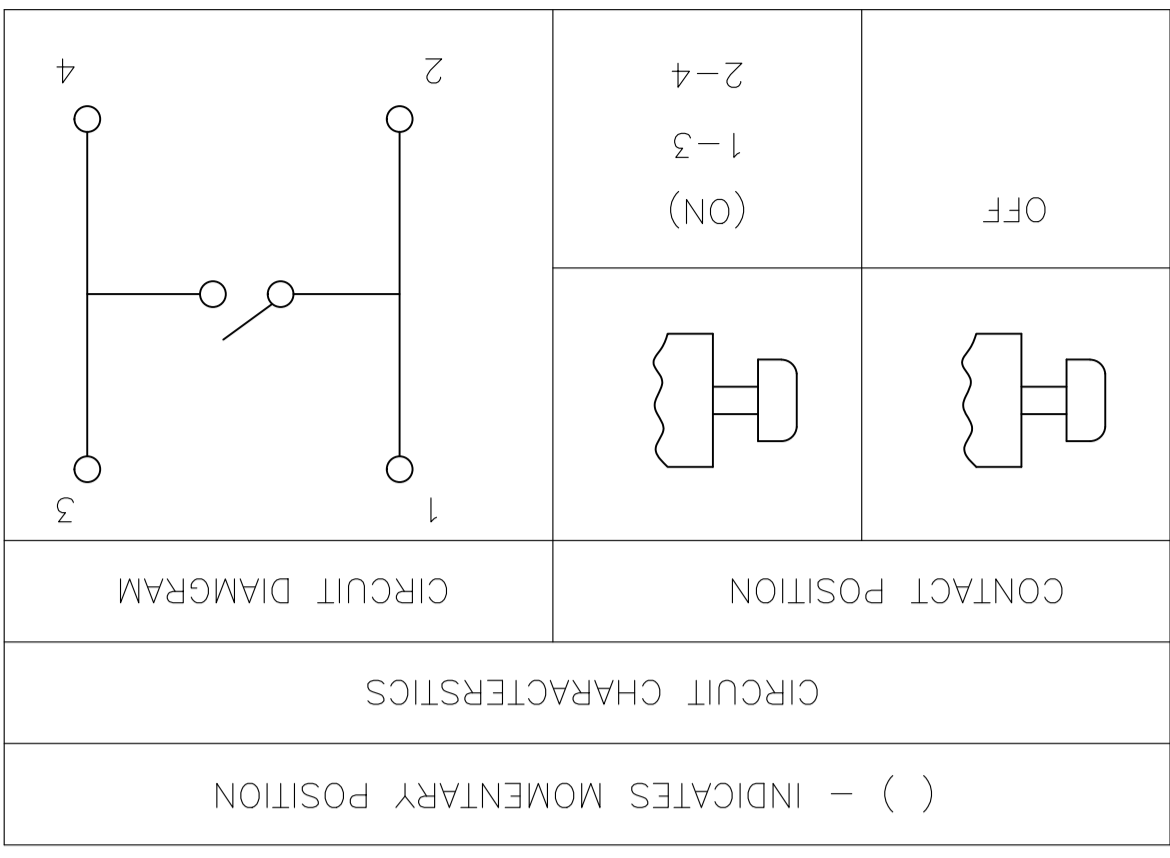 ( ) – INDICATES MOMENTARY POSITION
CIRCUIT CHARACTERSTICS
CONTACT POSITION
CIRCUIT DIAMGRAM
OFF
(ON)
1–3
2–4
1
3
2
4